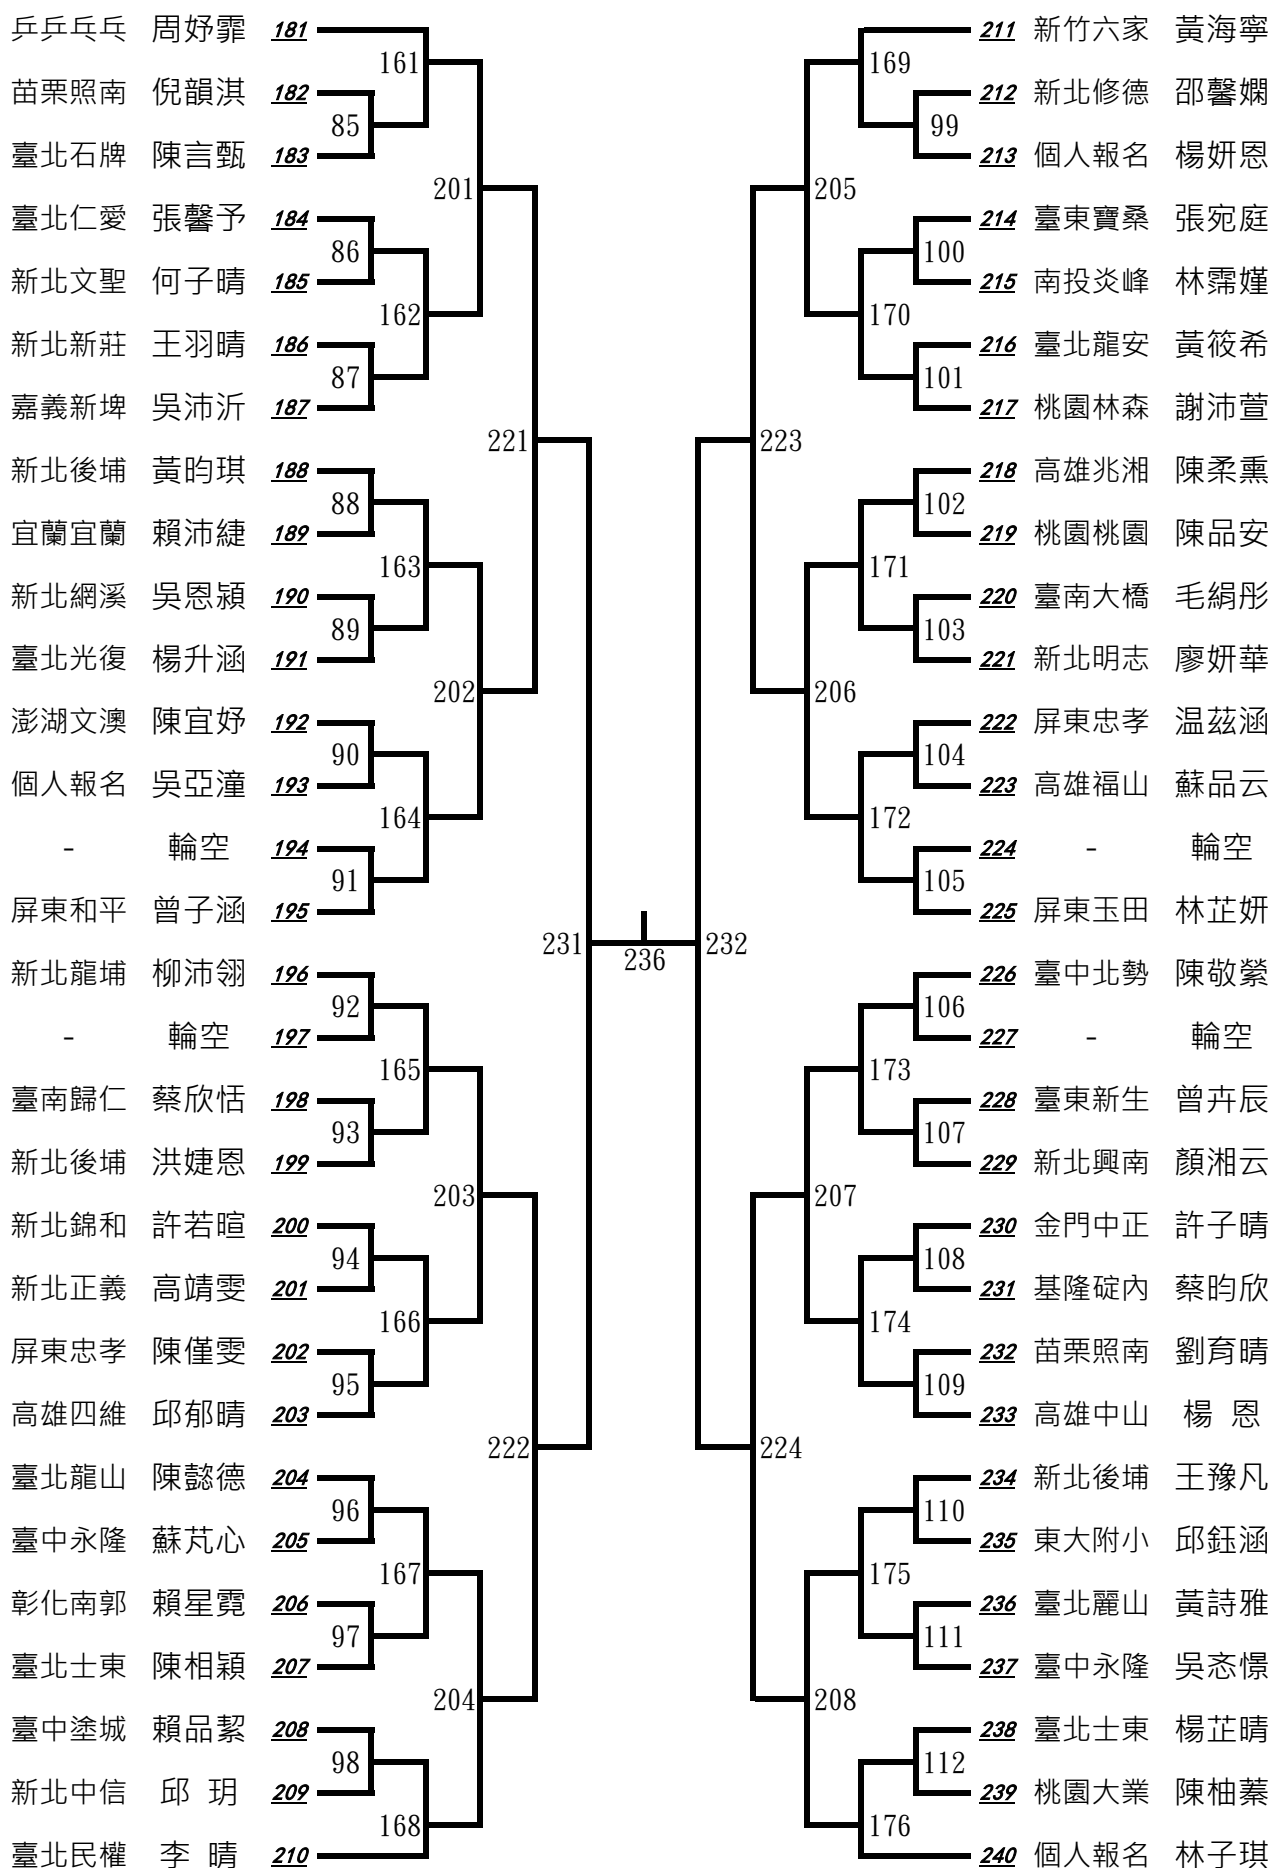 乒乒乓乓 周妤霏 181
161
苗栗照南 倪韻淇 182
85
臺北石牌 陳言甄 183
201
臺北仁愛 張馨予 184
86
新北文聖 何子晴 185
162
新北新莊 王羽晴 186
87
嘉義新埤 吳沛沂 187
221
新北後埔 黃昀琪 188
88
宜蘭宜蘭 賴沛緁 189
163
新北網溪 吳恩潁 190
89
臺北光復 楊升涵 191
202
澎湖文澳 陳宜妤 192
90
個人報名 吳亞潼 193
164
- 輪空 194
91
屏東和平 曾子涵 195
231
新北龍埔 柳沛翎 196
92
- 輪空 197
165
臺南歸仁 蔡欣恬 198
93
新北後埔 洪婕恩 199
203
新北錦和 許若暄 200
94
新北正義 高靖雯 201
166
屏東忠孝 陳僅雯 202
95
高雄四維 邱郁晴 203
222
臺北龍山 陳懿德 204
96
臺中永隆 蘇芃心 205
167
彰化南郭 賴星霓 206
97
臺北士東 陳相穎 207
204
臺中塗城 賴品絜 208
98
新北中信 邱 玥 209
168
臺北民權 李 晴 210
236
211 新竹六家 黃海寧
169
212 新北修德 邵馨嫻
99
213 個人報名 楊妍恩
205
214 臺東寶桑 張宛庭
100
215 南投炎峰 林霈嫤
170
216 臺北龍安 黃筱希
101
217 桃園林森 謝沛萱
223
218 高雄兆湘 陳柔熏
102
219 桃園桃園 陳品安
171
220 臺南大橋 毛絹彤
103
221 新北明志 廖妍華
206
222 屏東忠孝 温茲涵
104
223 高雄福山 蘇品云
172
224 - 輪空
105
225 屏東玉田 林芷妍
232
226 臺中北勢 陳敬縈
106
227 - 輪空
173
228 臺東新生 曾卉辰
107
229 新北興南 顏湘云
207
230 金門中正 許子晴
108
231 基隆碇內 蔡昀欣
174
232 苗栗照南 劉育晴
109
233 高雄中山 楊 恩
224
234 新北後埔 王豫凡
110
235 東大附小 邱鈺涵
175
236 臺北麗山 黃詩雅
111
237 臺中永隆 吳忞憬
208
238 臺北士東 楊芷晴
112
239 桃園大業 陳柚蓁
176
240 個人報名 林子琪